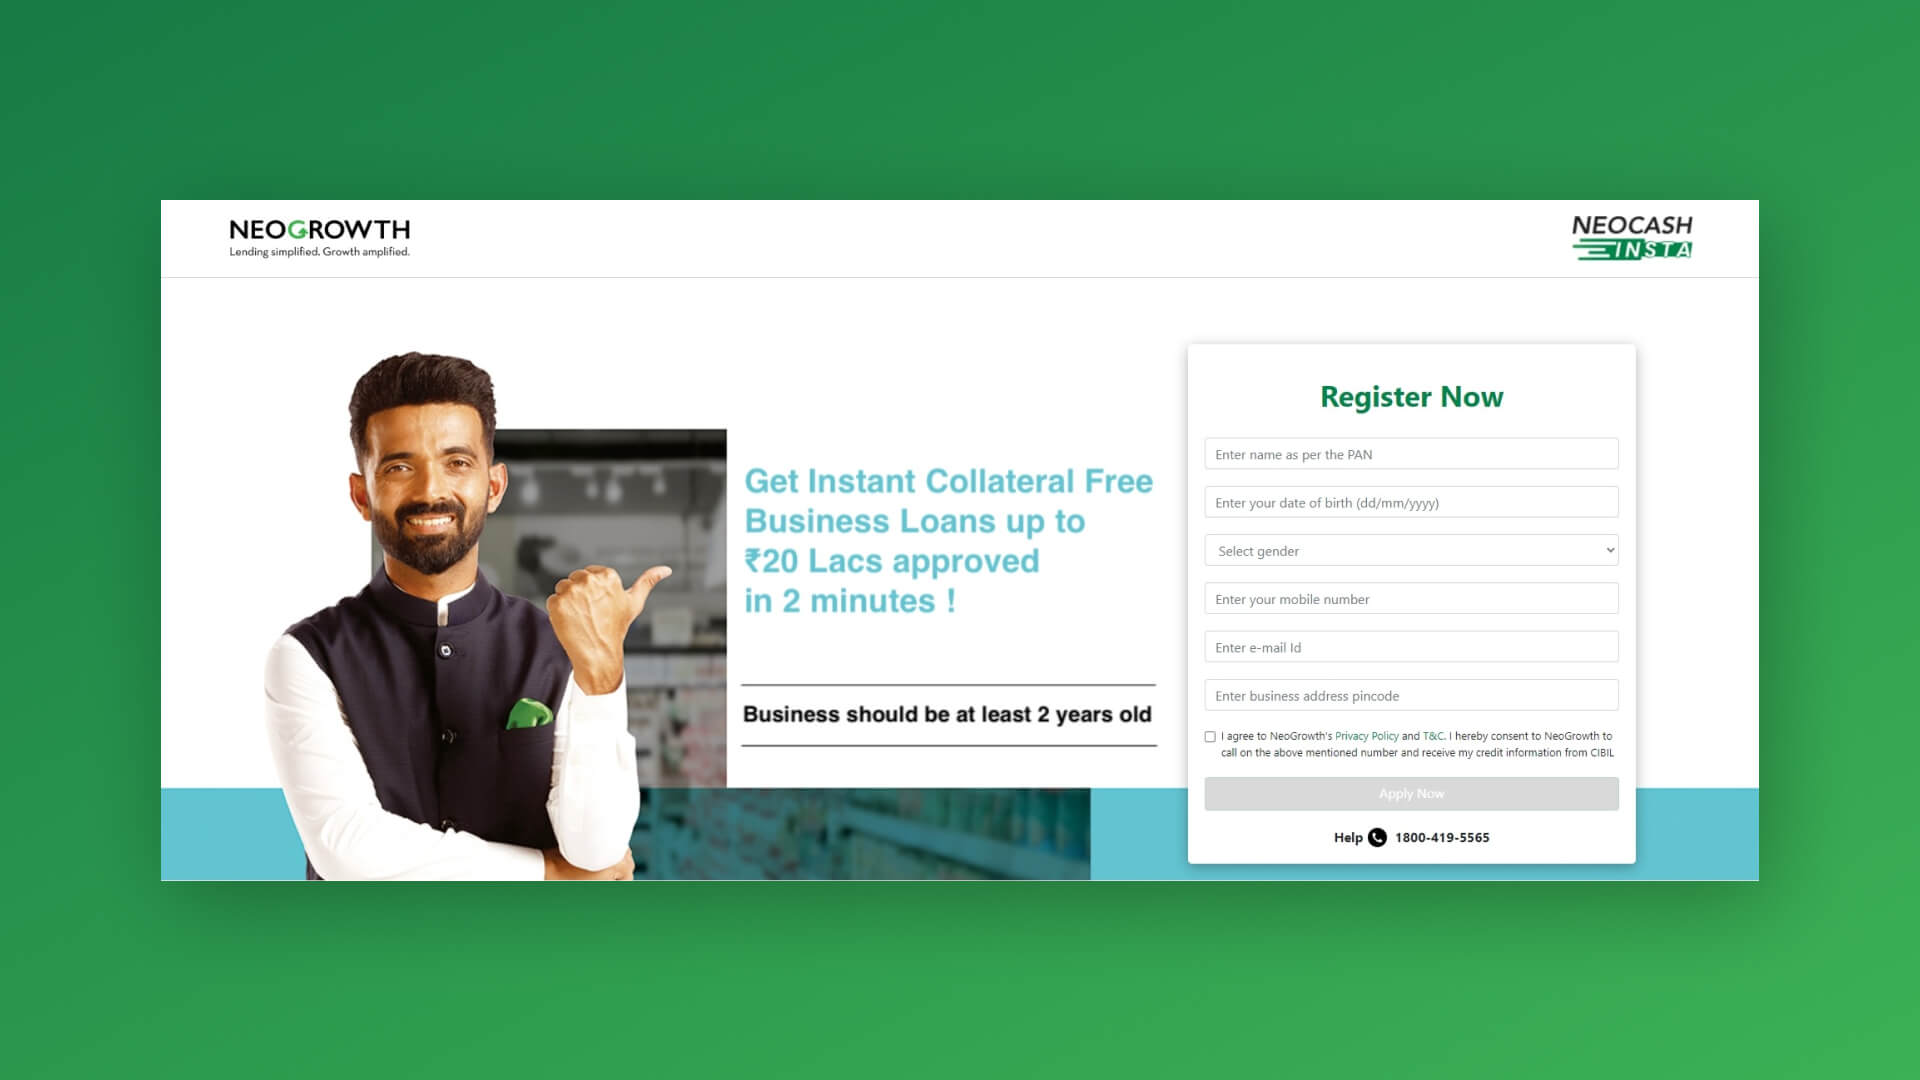 NEOGROWTH
Lending simplified. Growth amplified.
NEOCASH
INSTA
Get Instant Collateral Free
Business Loans up to
₹20 Lacs approved
in 2 minutes !
Business should be at least 2 years old
Register Now
Enter name as per the PAN
Enter your date of birth (dd/mm/yyyy)
Select gender
Enter your mobile number
Enter e-mail Id
Enter business address pincode
I agree to NeoGrowth's Privacy Policy and T&C. I hereby consent to NeoGrowth to
call on the above mentioned number and receive my credit information from CIBIL
Apply Now
Help 1800-419-5565